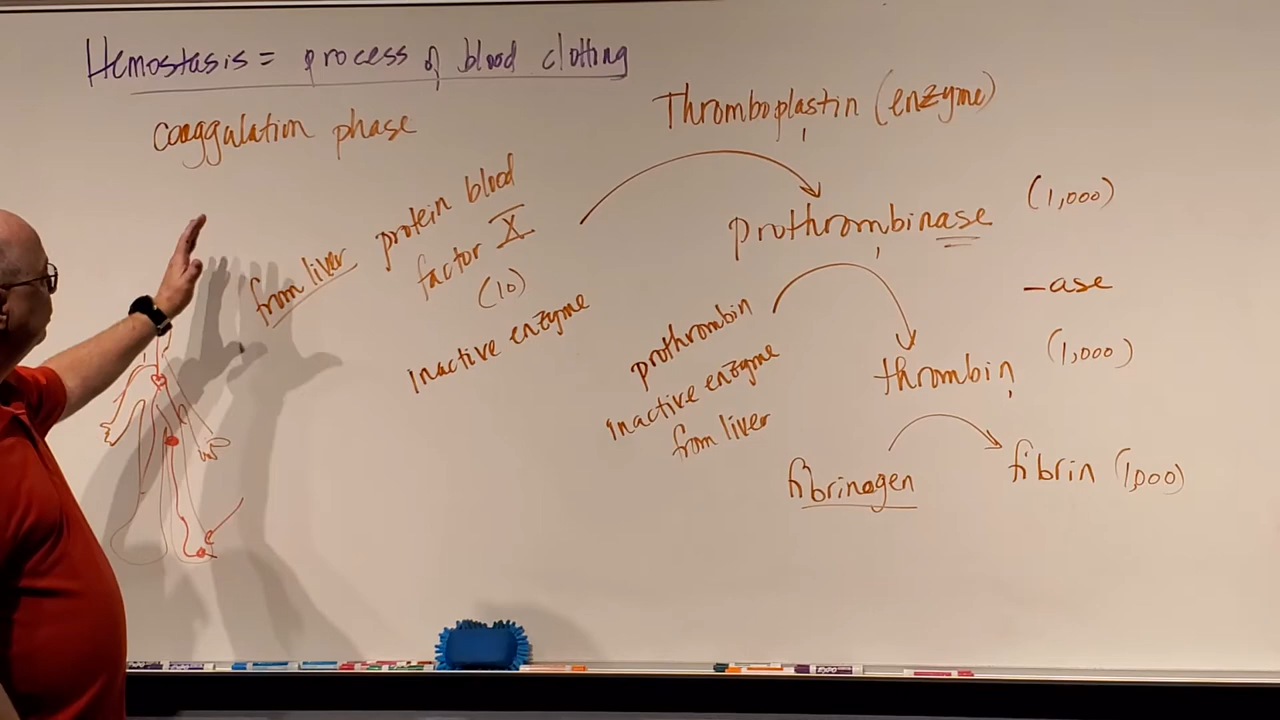 Hemostasis = process of blood clotting
coaggulation phase
Thromboplastin (enzyme)
from liver
protein blood
factor X
(10)
inactive enzyme
prothrombinase (1,000)
-ase
prothrombin
inactive enzyme
from liver
thrombin (1,000)
fibrinogen
fibrin (1,000)